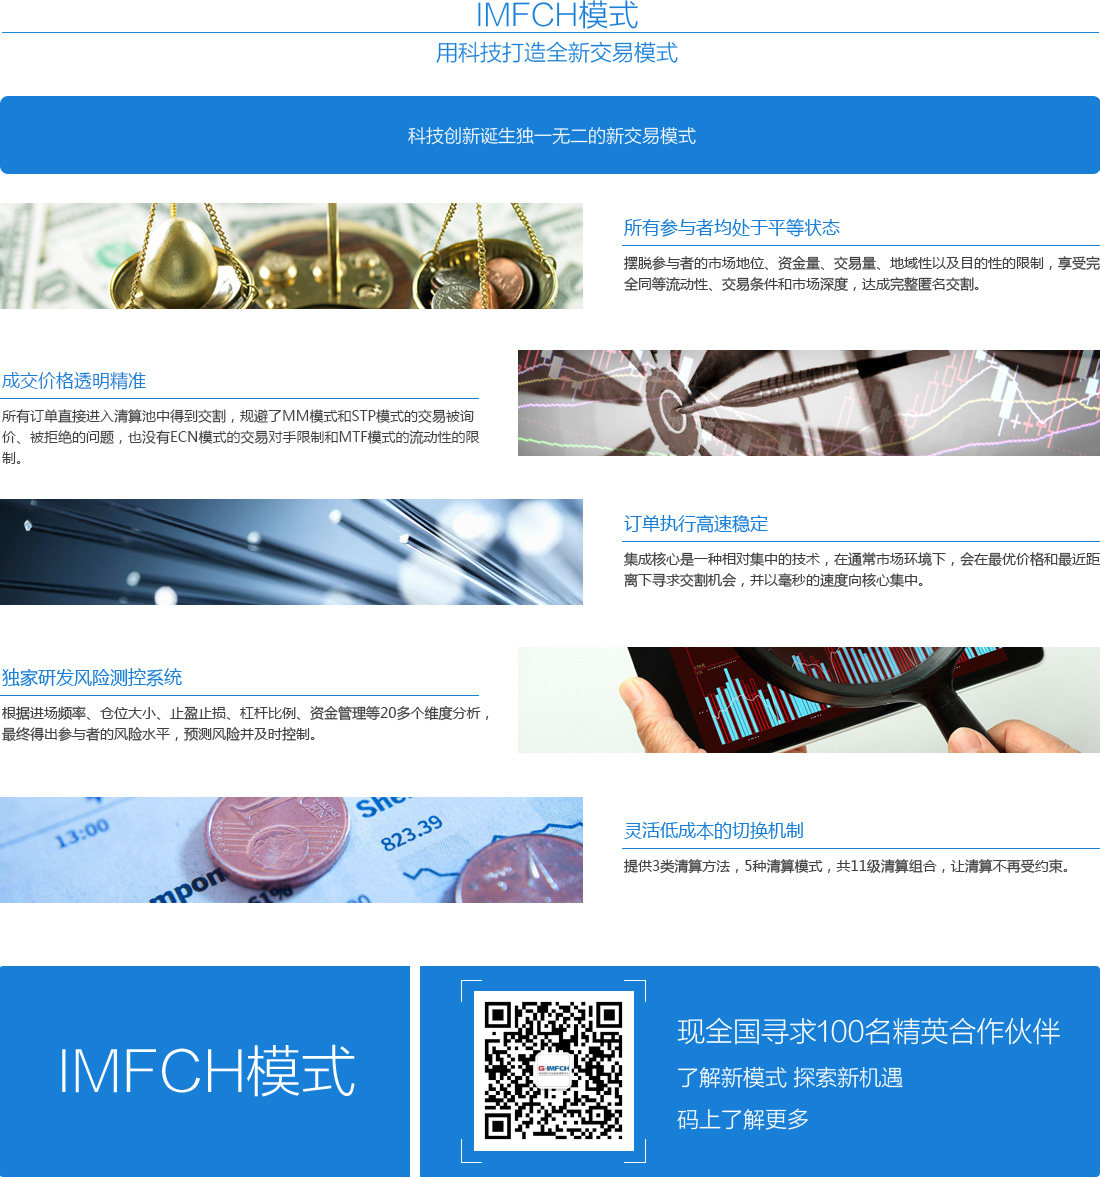 IMFCH模式
用科技打造全新交易模式
科技创新诞生独一无二的新交易模式
所有参与者均处于平等状态
摆脱参与者的市场地位、资金量、交易量、地域性以及目的性的限制，享受完
全同等流动性、交易条件和市场深度，达成完整匿名交割。
成交价格透明精准
所有订单直接进入清算池中得到交割，规避了MM模式和STP模式的交易被询
价、被拒绝的问题，也没有ECN模式的交易对手限制和MTF模式的流动性的限
制。
订单执行高速稳定
集成核心是一种相对集中的技术，在通常市场环境下，会在最优价格和最近距
离下寻求交割机会，并以毫秒的速度向核心集中。
独家研发风险测控系统
根据进场频率、仓位大小、止盈止损、杠杆比例、资金管理等20多个维度分析，
最终得出参与者的风险水平，预测风险并及时控制。
13:00
823.39
61%
灵活低成本的切换机制
提供3类清算方法，5种清算模式，共11级清算组合，让清算不再受约束。
IMFCH模式
G-IMFCH
现全国寻求100名精英合作伙伴
了解新模式 探索新机遇
码上了解更多